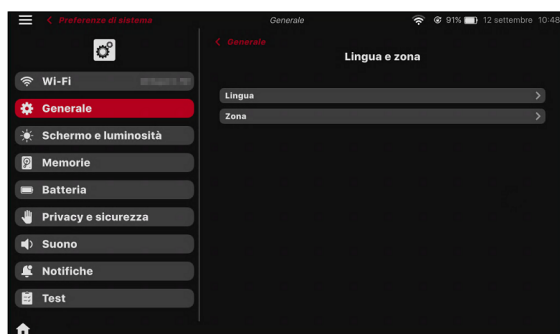 Preferenze di sistema
Generale
91%
12 settembre 10:48
Generale
Lingua e zona
Wi-Fi
Generale
Schermo e luminosità
Memorie
Batteria
Privacy e sicurezza
Suono
Notifiche
Test
Lingua
Zona